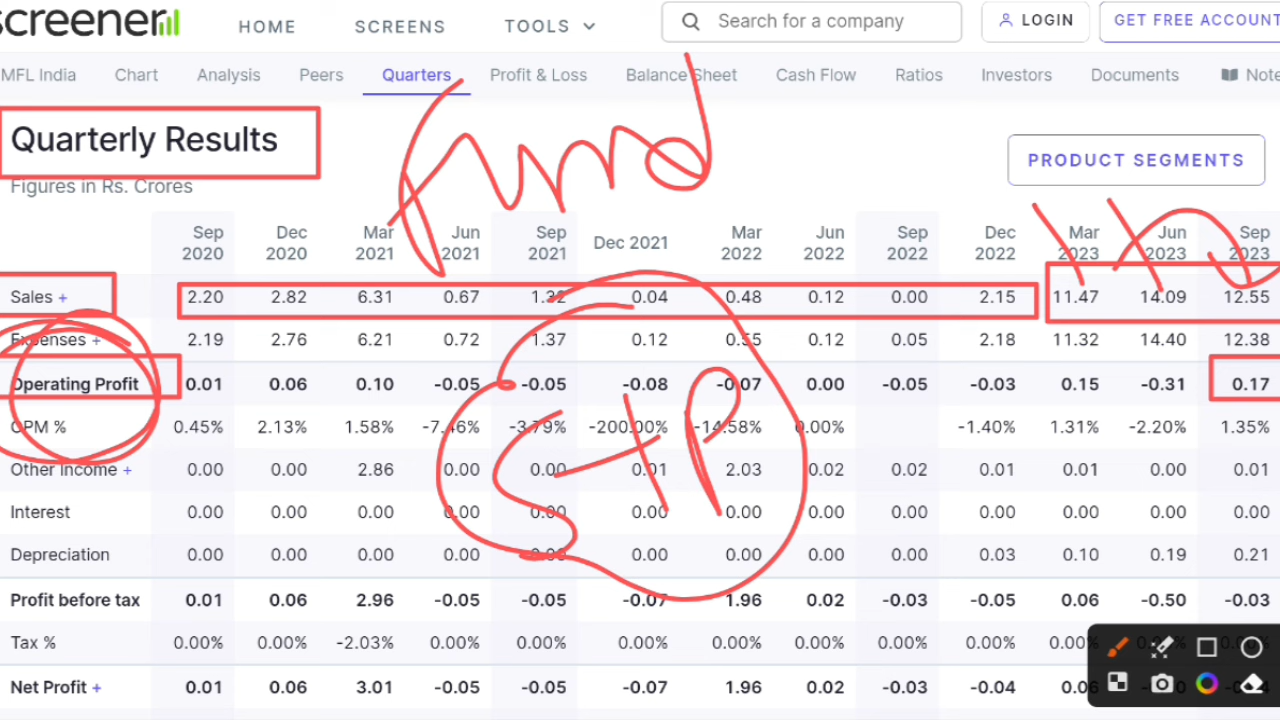 screener
HOME SCREENS TOOLS Search for a company LOGIN GET FREE ACCOUNT
MFL India Chart Analysis Peers Quarters Profit & Loss Balance Sheet Cash Flow Ratios Investors Documents Note
fund
Quarterly Results
PRODUCT SEGMENTS
Figures in Rs. Crores
Sep 2020 Dec 2020 Mar 2021 Jun 2021 Sep 2021 Dec 2021 Mar 2022 Jun 2022 Sep 2022 Dec 2022 Mar 2023 Jun 2023 Sep 2023
Sales + 2.20 2.82 6.31 0.67 1.32 0.04 0.48 0.12 0.00 2.15 11.47 14.09 12.55
Expenses + 2.19 2.76 6.21 0.72 1.37 0.12 0.55 0.12 0.05 2.18 11.32 14.40 12.38
Operating Profit 0.01 0.06 0.10 -0.05 -0.05 -0.08 -0.07 0.00 -0.05 -0.03 0.15 -0.31 0.17
OPM % 0.45% 2.13% 1.58% -7.46% -3.79% -200.00% -14.58% 0.00% -1.40% 1.31% -2.20% 1.35%
Other Income + 0.00 0.00 2.86 0.00 0.00 0.01 2.03 0.02 0.02 0.01 0.01 0.00 0.01
Interest 0.00 0.00 0.00 0.00 0.00 0.00 0.00 0.00 0.00 0.00 0.00 0.00 0.00
Depreciation 0.00 0.00 0.00 0.00 0.00 0.00 0.00 0.00 0.00 0.03 0.10 0.19 0.21
Profit before tax 0.01 0.06 2.96 -0.05 -0.05 -0.07 1.96 0.02 -0.03 -0.05 0.06 -0.50 -0.03
Tax % 0.00% 0.00% -2.03% 0.00% 0.00% 0.00% 0.00% 0.00% 0.00% 0.00%
Net Profit + 0.01 0.06 3.01 -0.05 -0.05 -0.07 1.96 0.02 -0.03 -0.04